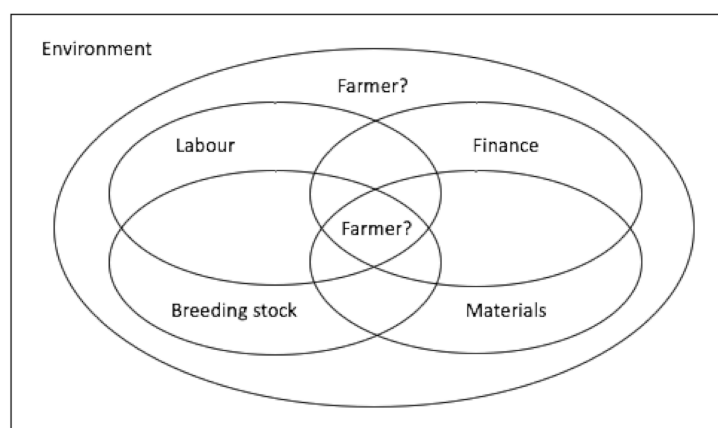 Environment
Farmer?
Labour
Finance
Farmer?
Breeding stock
Materials